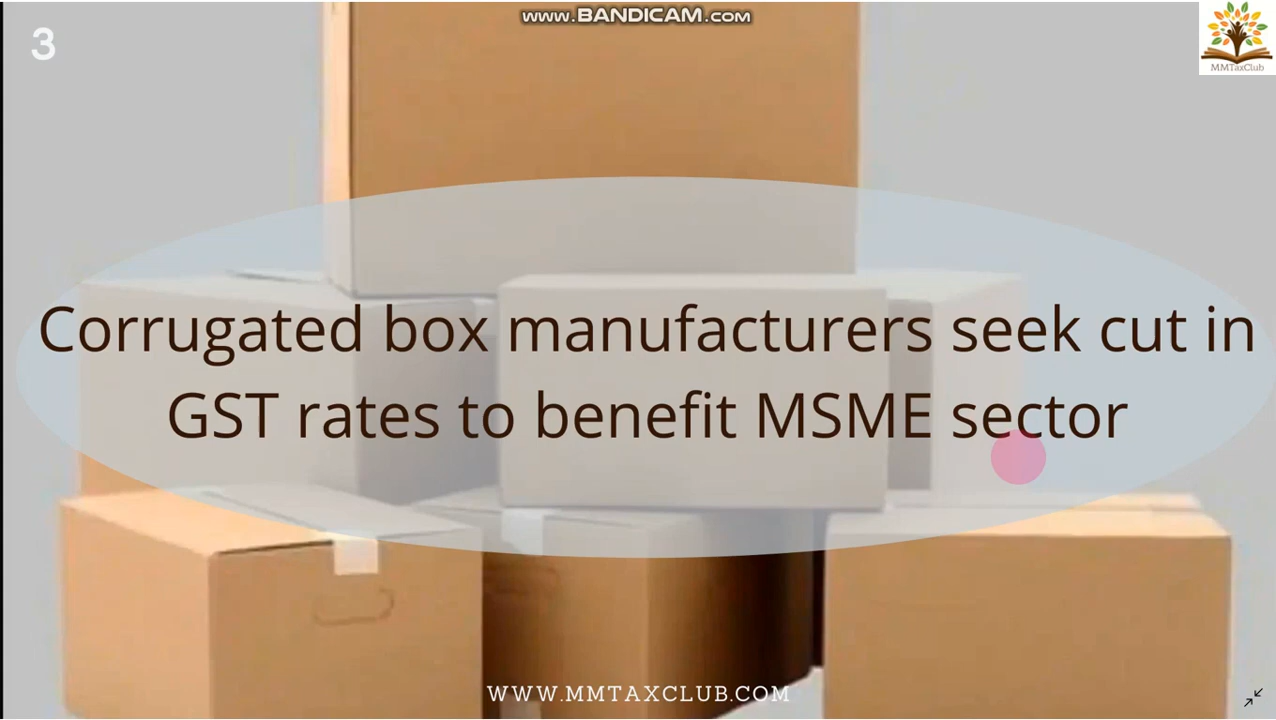 www.BANDICAM.com
3
MMTaxClub
Corrugated box manufacturers seek cut in
GST rates to benefit MSME sector
WWW.MMTAXCLUB.COM